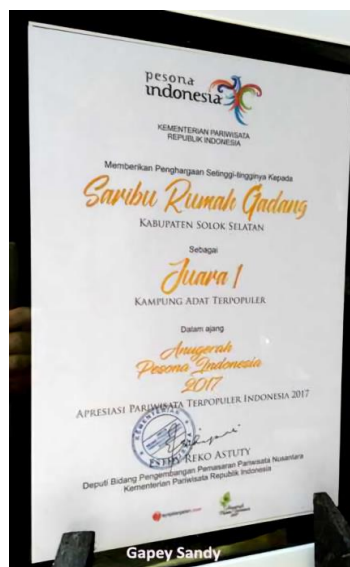 pesona
indonesia
KEMENTERIAN PARIWISATA
REPUBLIK INDONESIA
Memberikan Penghargaan Setinggi-tingginya Kepada
Saribu Rumah Gadang
KABUPATEN SOLOK SELATAN
Sebagai
Juara 1
KAMPUNG ADAT TERPOPULER
Dalam ajang
Anugerah
Pesona Indonesia
2017
APRESIASI PARIWISATA TERPOPULER INDONESIA 2017
KEMENTERIAN
REKO ASTUTY
Deputi Bidang Pengembangan Pemasaran Pariwisata Nusantara
Kementerian Pariwisata Republik Indonesia
Gapey Sandy